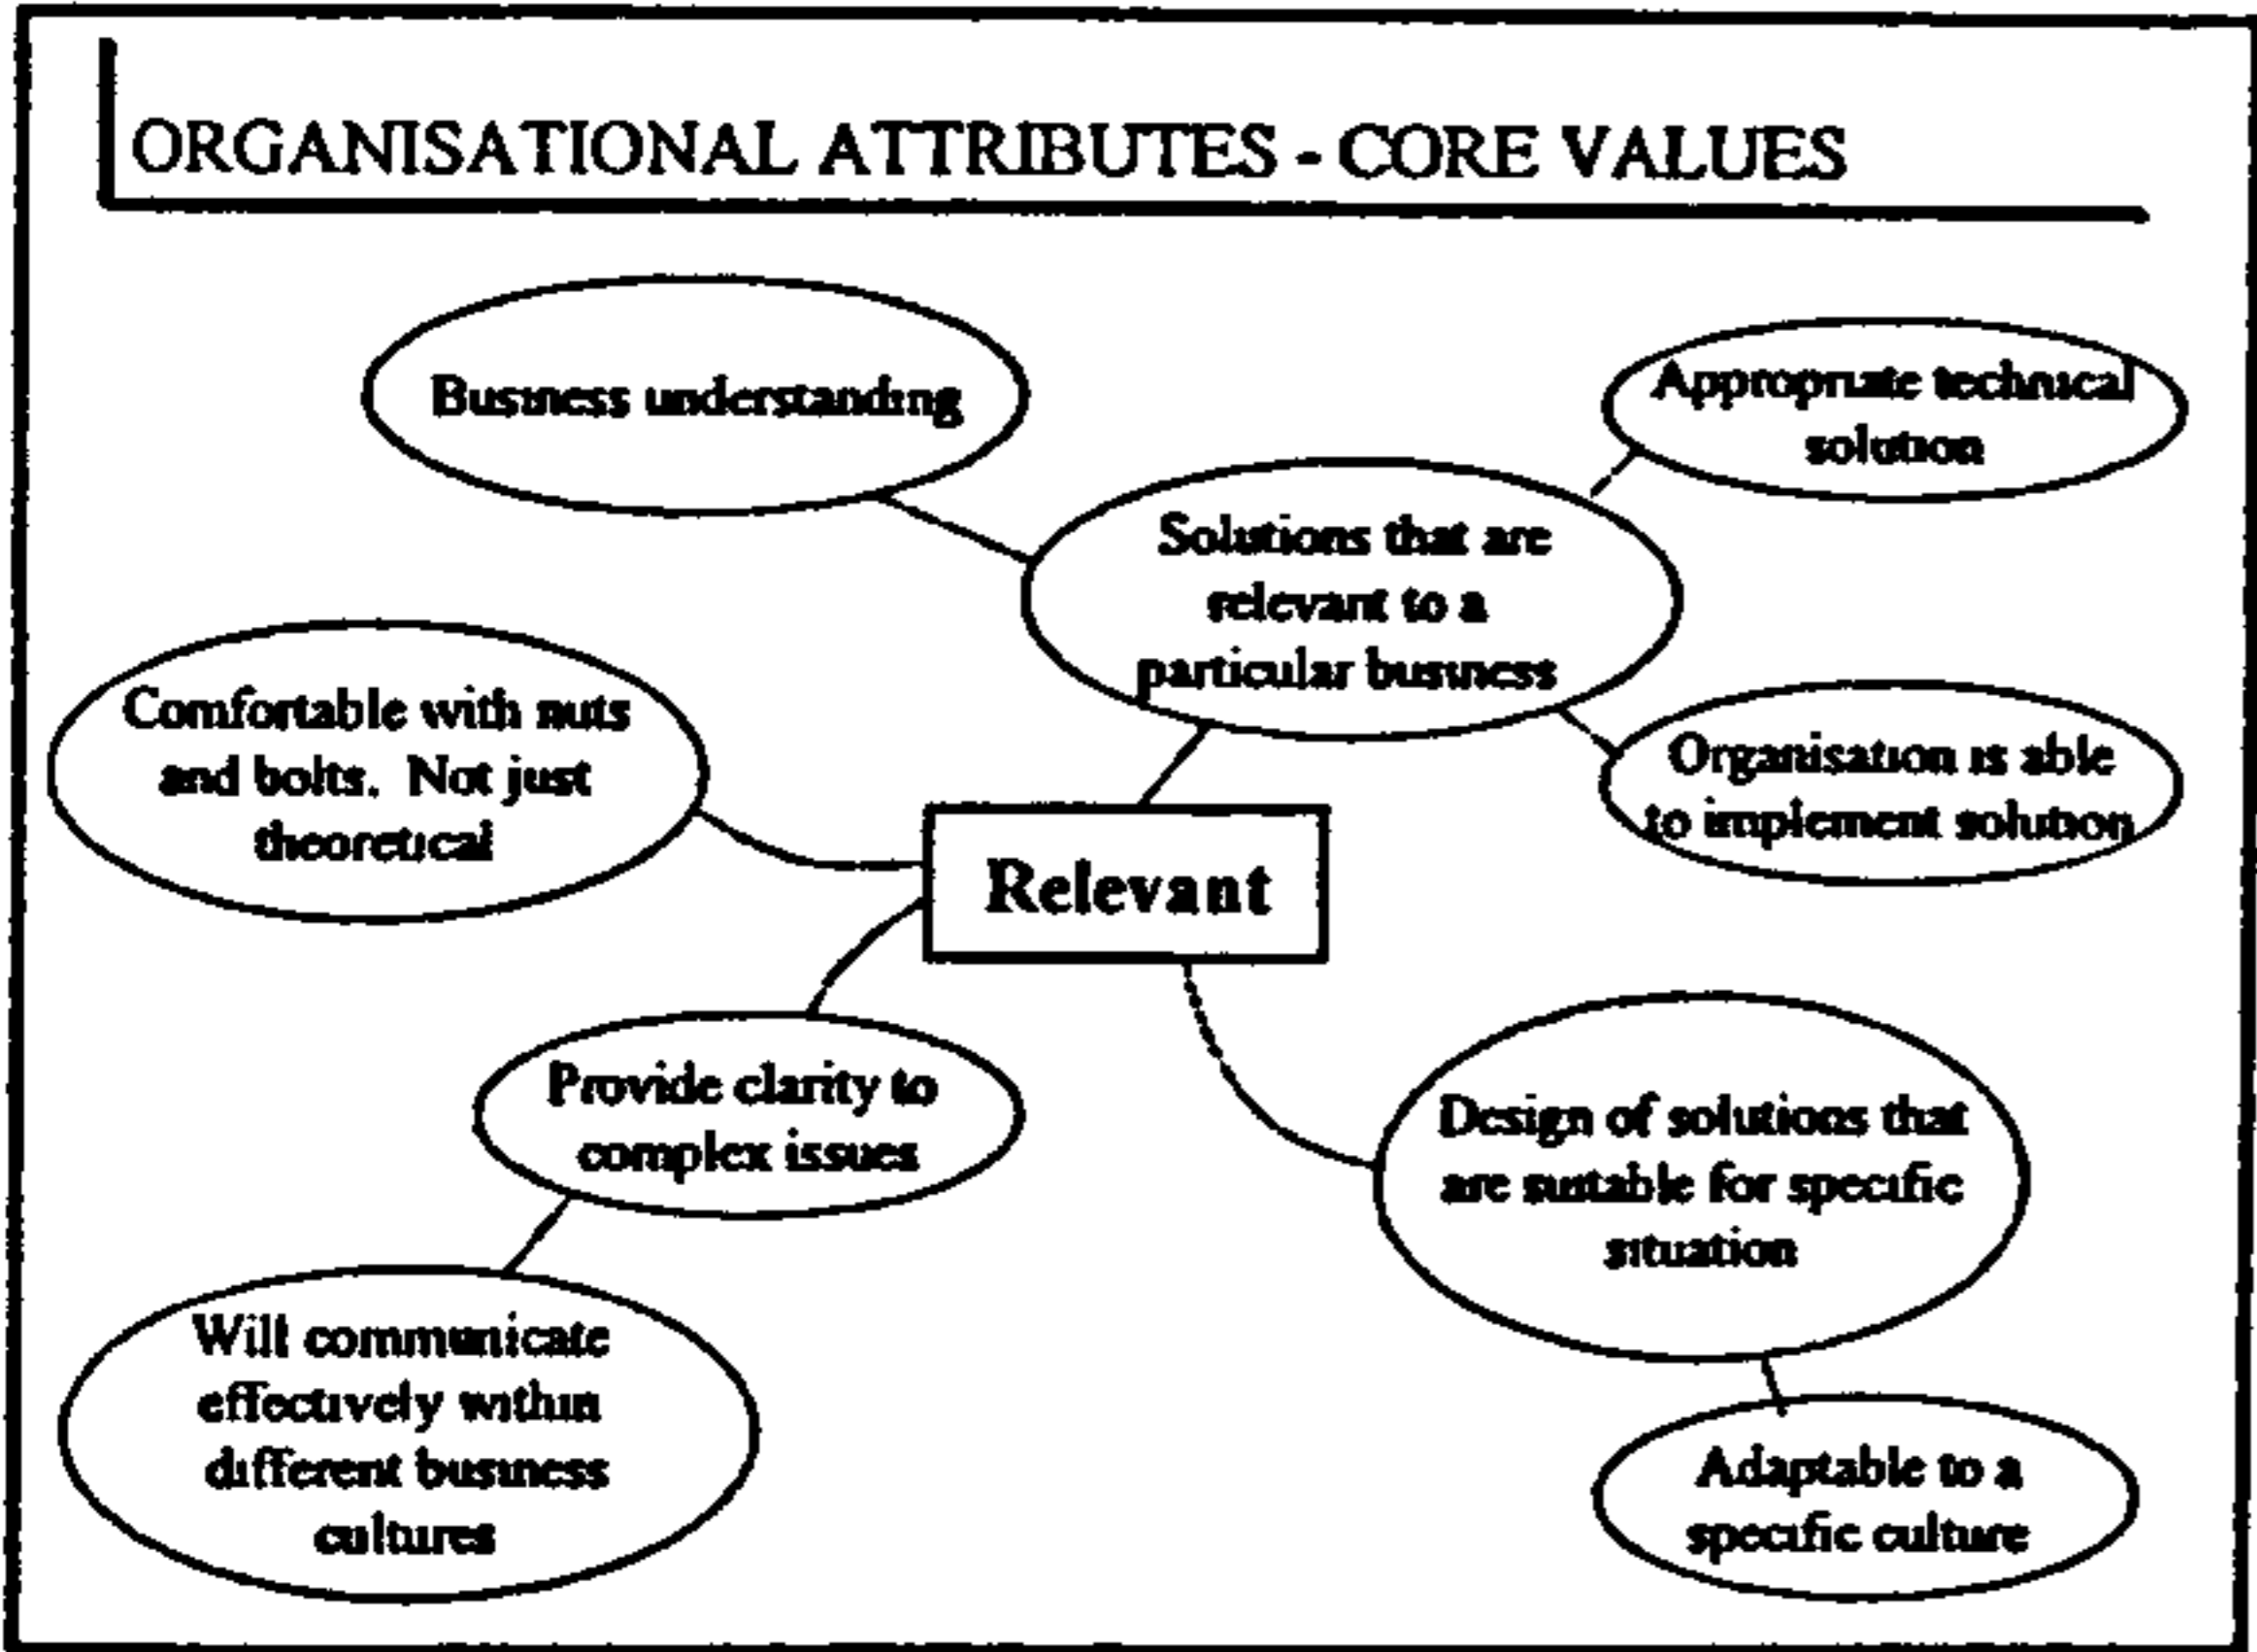 ORGANISATIONAL ATTRIBUTES - CORE VALUES
Business understanding
Appropriate technical
solution
Solutions that are
relevant to a
particular business
Comfortable with nuts
and bolts. Not just
theoretical
Organisation is able
to implement solution
Relevant
Provide clarity to
complex issues
Design of solutions that
are suitable for specific
situation
Will communicate
effectively within
different business
cultures
Adaptable to a
specific culture